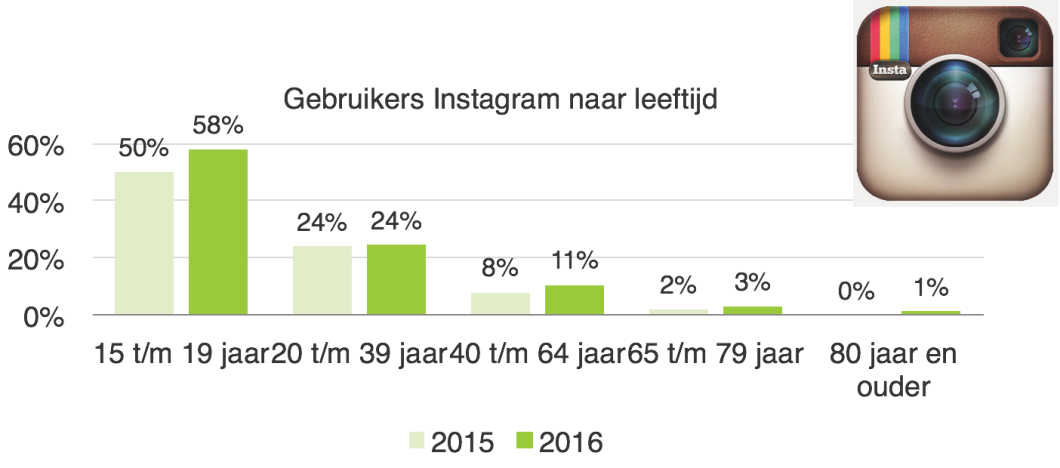 Insta
Gebruikers Instagram naar leeftijd
60%
40%
20%
0%
50%
58%
24%
24%
8%
11%
2%
3%
0%
1%
15 t/m 19 jaar
20 t/m 39 jaar
40 t/m 64 jaar
65 t/m 79 jaar
80 jaar en
ouder
2015
2016